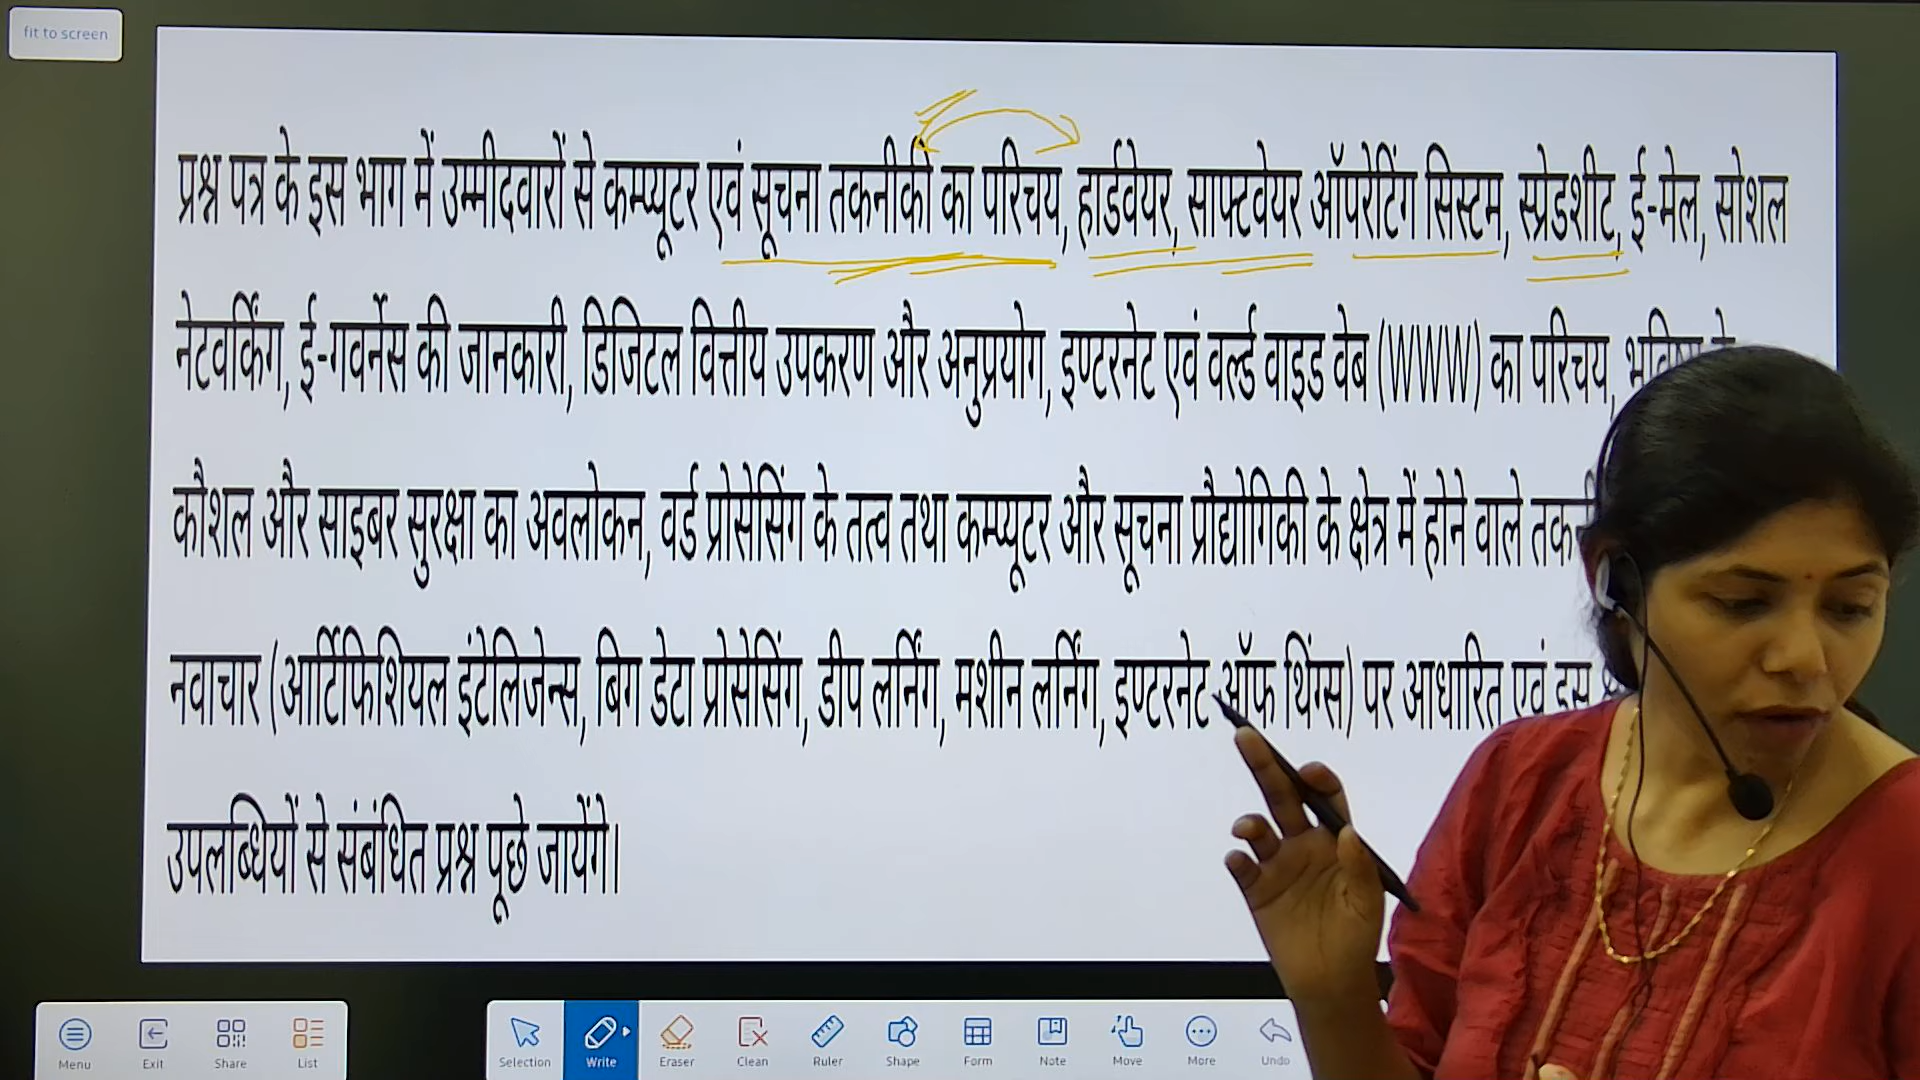 fit to screen
प्रश्न पत्र के इस भाग में उम्मीदवारों से कम्प्यूटर एवं सूचना तकनीकी का परिचय, हार्डवेयर, साफ्टवेयर ऑपरेटिंग सिस्टम, स्प्रेडशीट, ई-मेल, सोशल
नेटवर्किंग, ई-गवर्नेस की जानकारी, डिजिटल वित्तीय उपकरण और अनुप्रयोग, इण्टरनेट एवं वर्ल्ड वाइड वेब (WWW) का परिचय,
कौशल और साइबर सुरक्षा का अवलोकन, वर्ड प्रोसेसिंग के तत्व तथा कम्प्यूटर और सूचना प्रौद्योगिकी के क्षेत्र में होने वाले
नवाचार (आर्टिफिशियल इंटेलिजेन्स, बिग डेटा प्रोसेसिंग, डीप लर्निंग, मशीन लर्निंग, इण्टरनेट ऑफ थिंग्स) पर आधारित एवं इस
उपलब्धियों से संबंधित प्रश्न पूछे जायेंगे।
Menu Exit Share List Selection Write Eraser Clean Ruler Shape Form Note Move More Undo